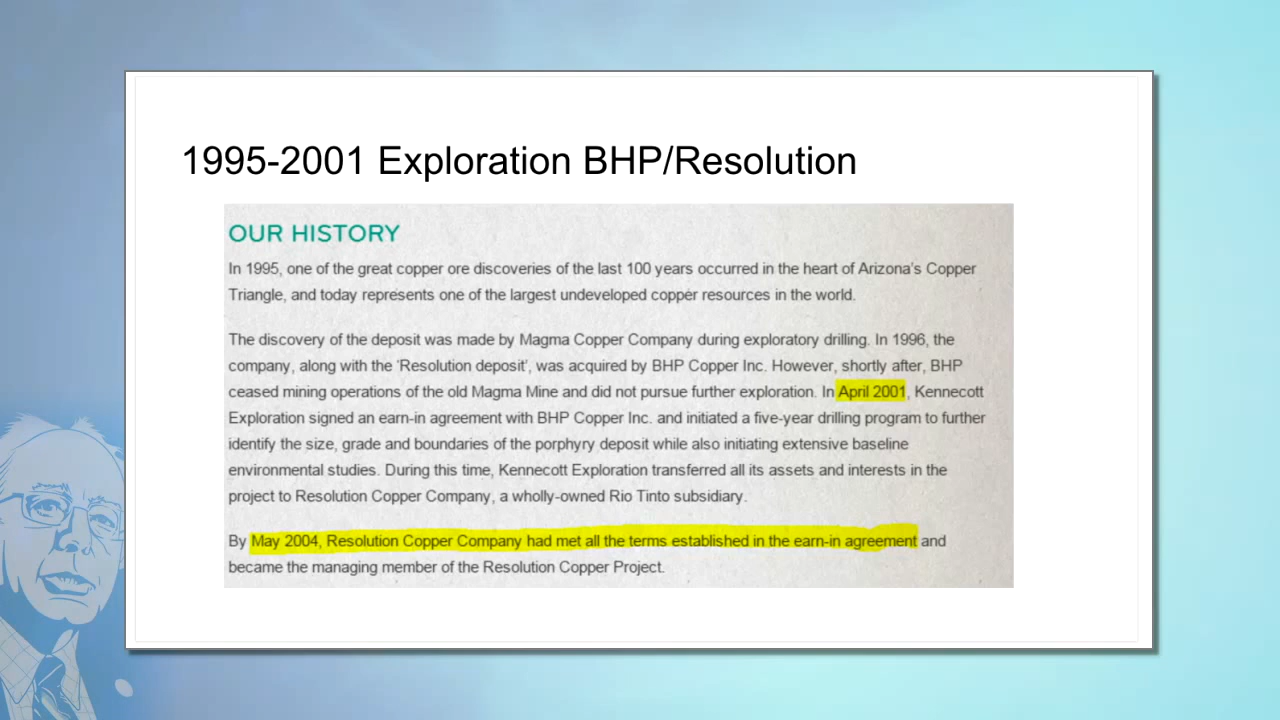 1995-2001 Exploration BHP/Resolution
OUR HISTORY
In 1995, one of the great copper ore discoveries of the last 100 years occurred in the heart of Arizona's Copper
Triangle, and today represents one of the largest undeveloped copper resources in the world.
The discovery of the deposit was made by Magma Copper Company during exploratory drilling. In 1996, the
company, along with the 'Resolution deposit', was acquired by BHP Copper Inc. However, shortly after, BHP
ceased mining operations of the old Magma Mine and did not pursue further exploration. In April 2001, Kennecott
Exploration signed an earn-in agreement with BHP Copper Inc. and initiated a five-year drilling program to further
identify the size, grade and boundaries of the porphyry deposit while also initiating extensive baseline
environmental studies. During this time, Kennecott Exploration transferred all its assets and interests in the
project to Resolution Copper Company, a wholly-owned Rio Tinto subsidiary.
By May 2004, Resolution Copper Company had met all the terms established in the earn-in agreement and
became the managing member of the Resolution Copper Project.